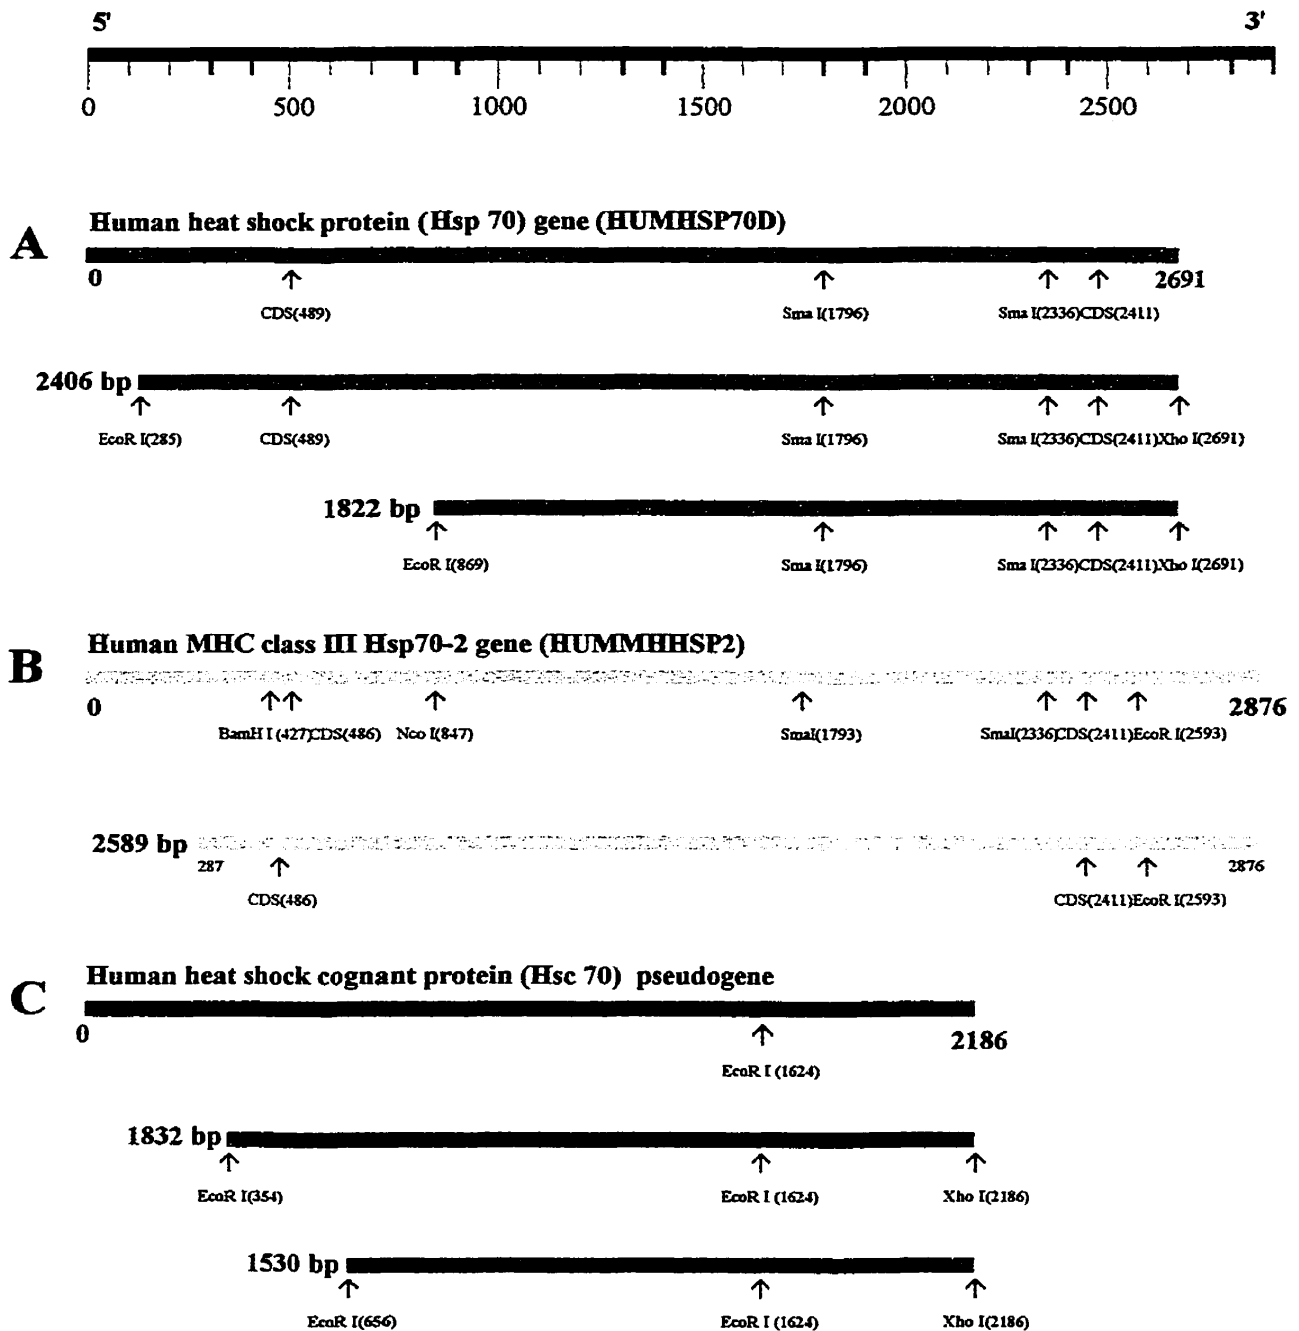 5' 3'
0 500 1000 1500 2000 2500
A
Human heat shock protein (Hsp 70) gene (HUMHSP70D)
0 2691
CDS(489) Sma I(1796) Sma I(2336)CDS(2411)
2406 bp
EcoR I(285) CDS(489) Sma I(1796) Sma I(2336)CDS(2411)Xho I(2691)
1822 bp
EcoR I(869) Sma I(1796) Sma I(2336)CDS(2411)Xho I(2691)
B
Human MHC class III Hsp70-2 gene (HUMMHHSP2)
0 2876
BamH I (427)CDS(486) Nco I(847) SmaI(1793) SmaI(2336)CDS(2411)EcoR I(2593)
2589 bp
287 2876
CDS(486) CDS(2411)EcoR I(2593)
C
Human heat shock cognant protein (Hsc 70) pseudogene
0 2186
EcoR I (1624)
1832 bp
EcoR I(354) EcoR I (1624) Xho I(2186)
1530 bp
EcoR I(656) EcoR I (1624) Xho I(2186)